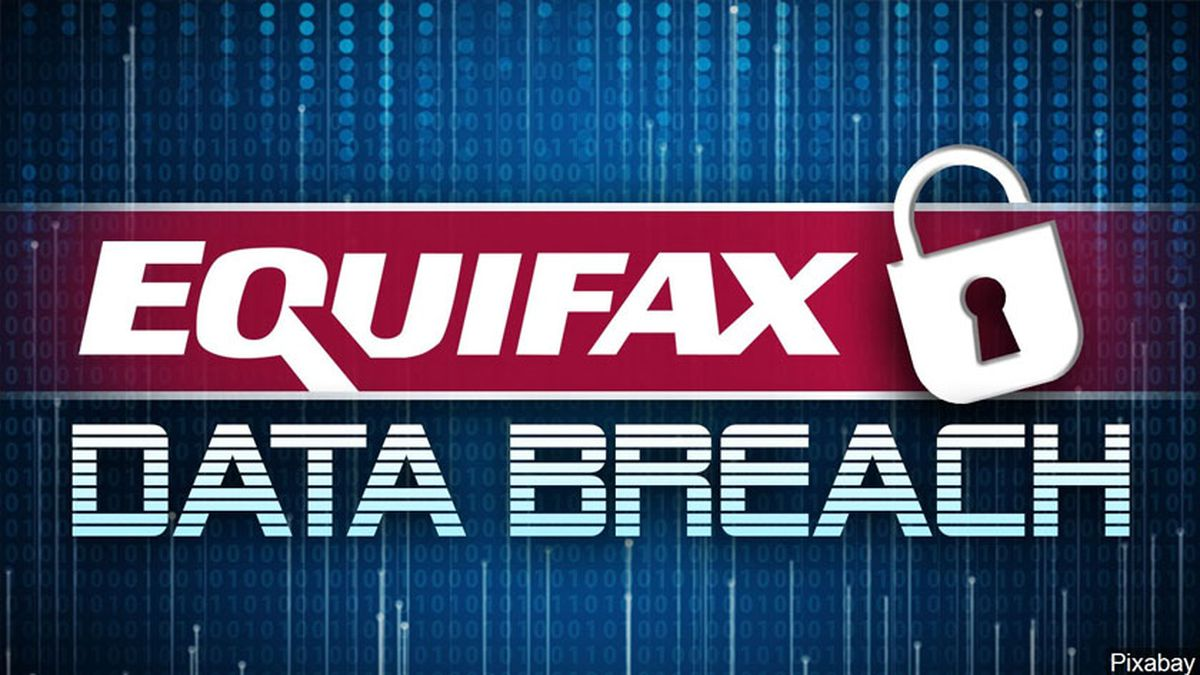 EQUIFAX
DATA BREACH
Pixabay